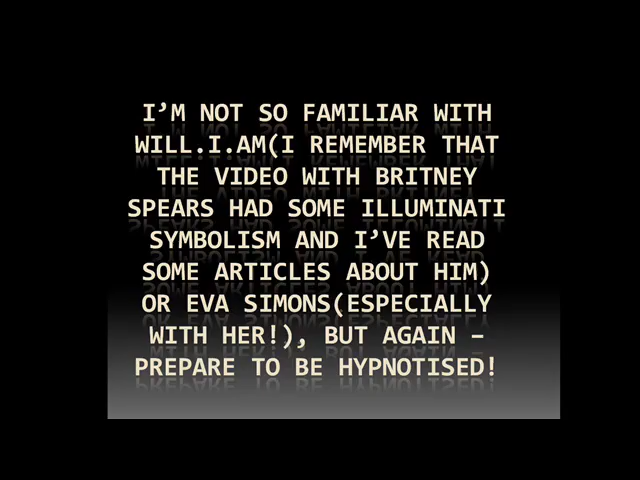 I'M NOT SO FAMILIAR WITH
WILL.I.AM(I REMEMBER THAT
THE VIDEO WITH BRITNEY
SPEARS HAD SOME ILLUMINATI
SYMBOLISM AND I'VE READ
SOME ARTICLES ABOUT HIM)
OR EVA SIMONS(ESPECIALLY
WITH HER!), BUT AGAIN –
PREPARE TO BE HYPNOTISED!